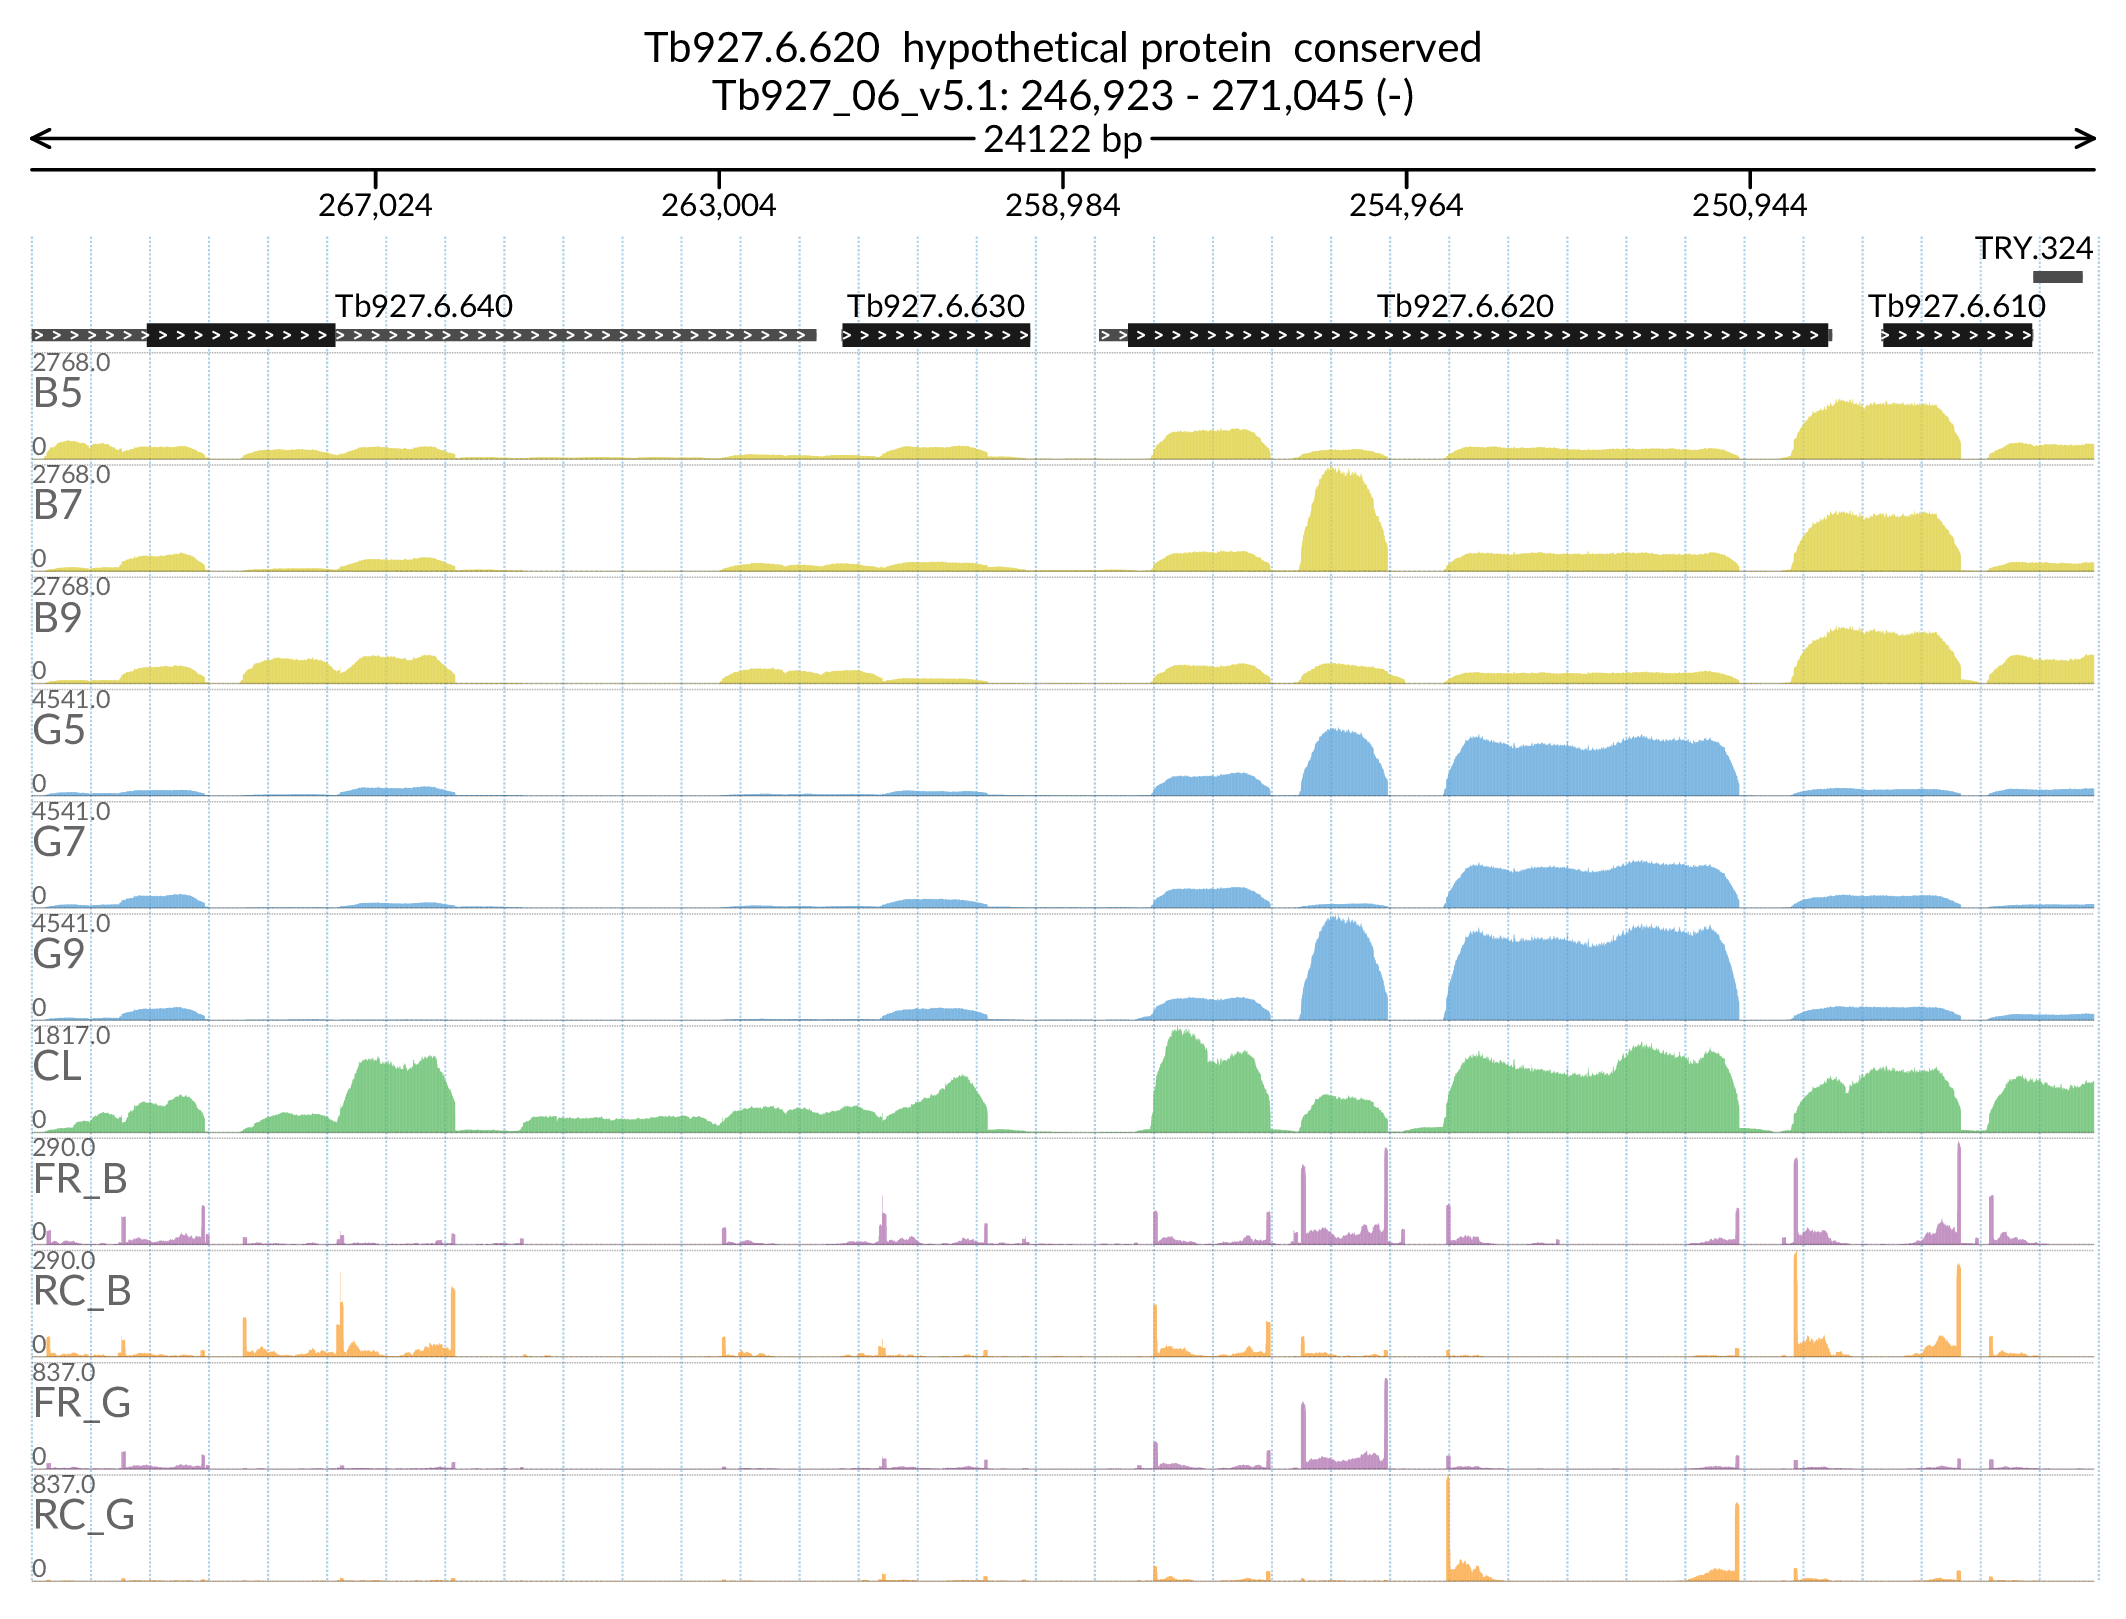 Tb927.6.620 hypothetical protein conserved
Tb927_06_v5.1: 246,923 - 271,045 (-)
24122 bp
267,024 263,004 258,984 254,964 250,944
TRY.324
Tb927.6.640 Tb927.6.630 Tb927.6.620 Tb927.6.610
2768.0
B5
0
2768.0
B7
0
2768.0
B9
0
4541.0
G5
0
4541.0
G7
0
4541.0
G9
0
1817.0
CL
0
290.0
FR_B
0
290.0
RC_B
0
837.0
FR_G
0
837.0
RC_G
0